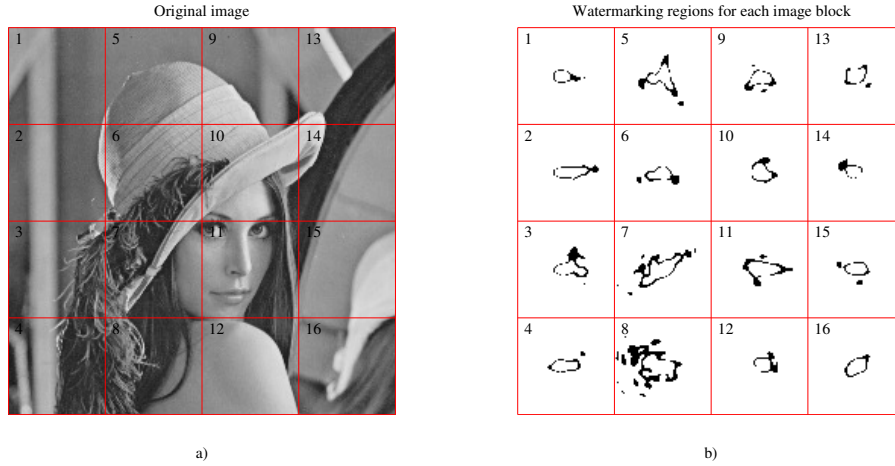 Original image
Watermarking regions for each image block
1 5 9 13
1 5 9 13
2 6 10 14
2 6 10 14
3 7 11 15
3 7 11 15
4 8 12 16
4 8 12 16
a)
b)